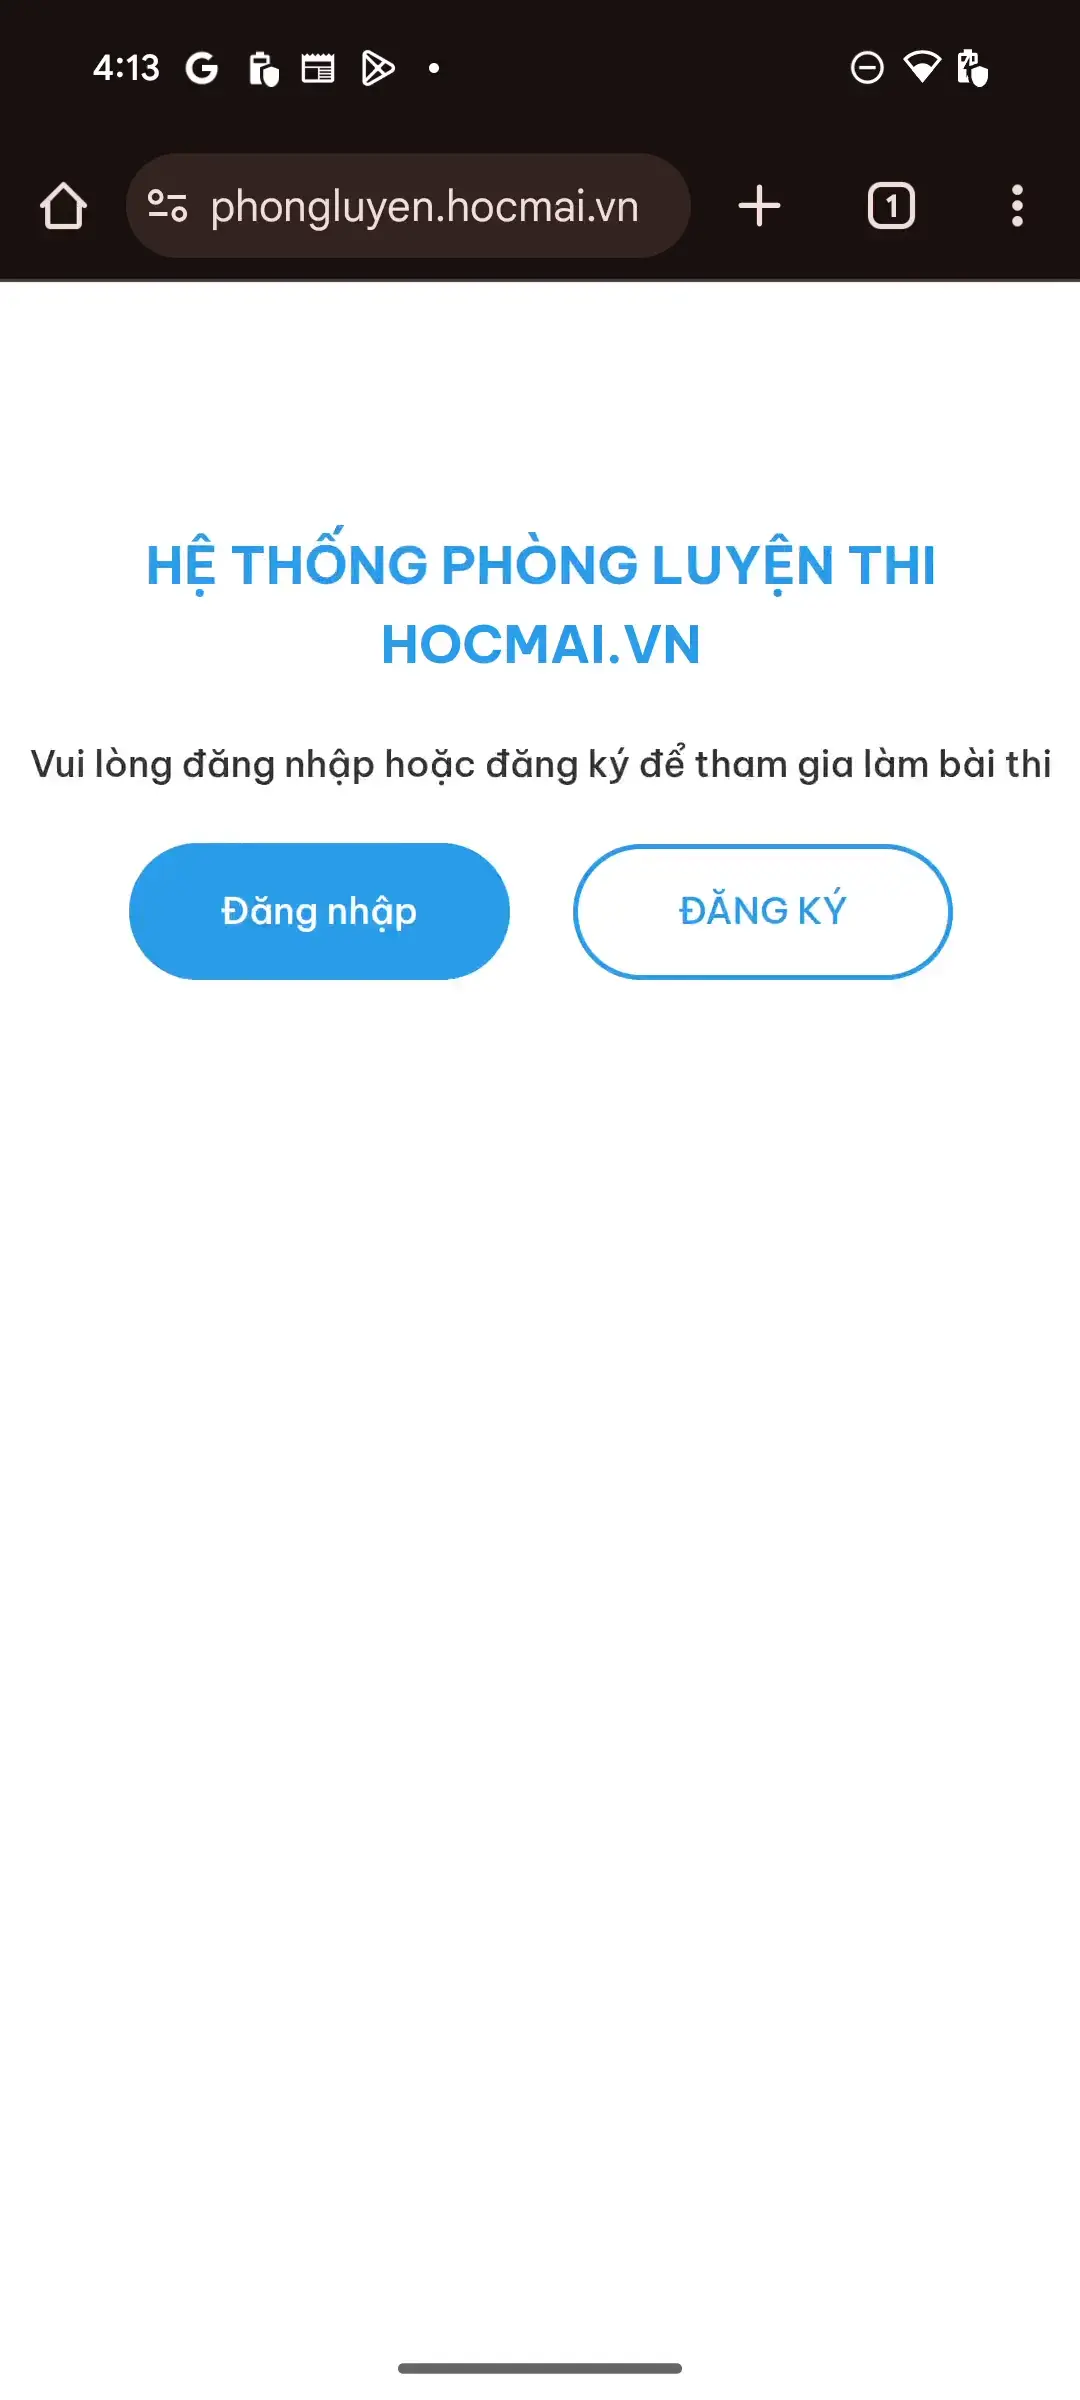 4:13
phongluyen.hocmai.vn
1
HỆ THỐNG PHÒNG LUYỆN THI
HOCMAI.VN
Vui lòng đăng nhập hoặc đăng ký để tham gia làm bài thi
Đăng nhập
ĐĂNG KÝ